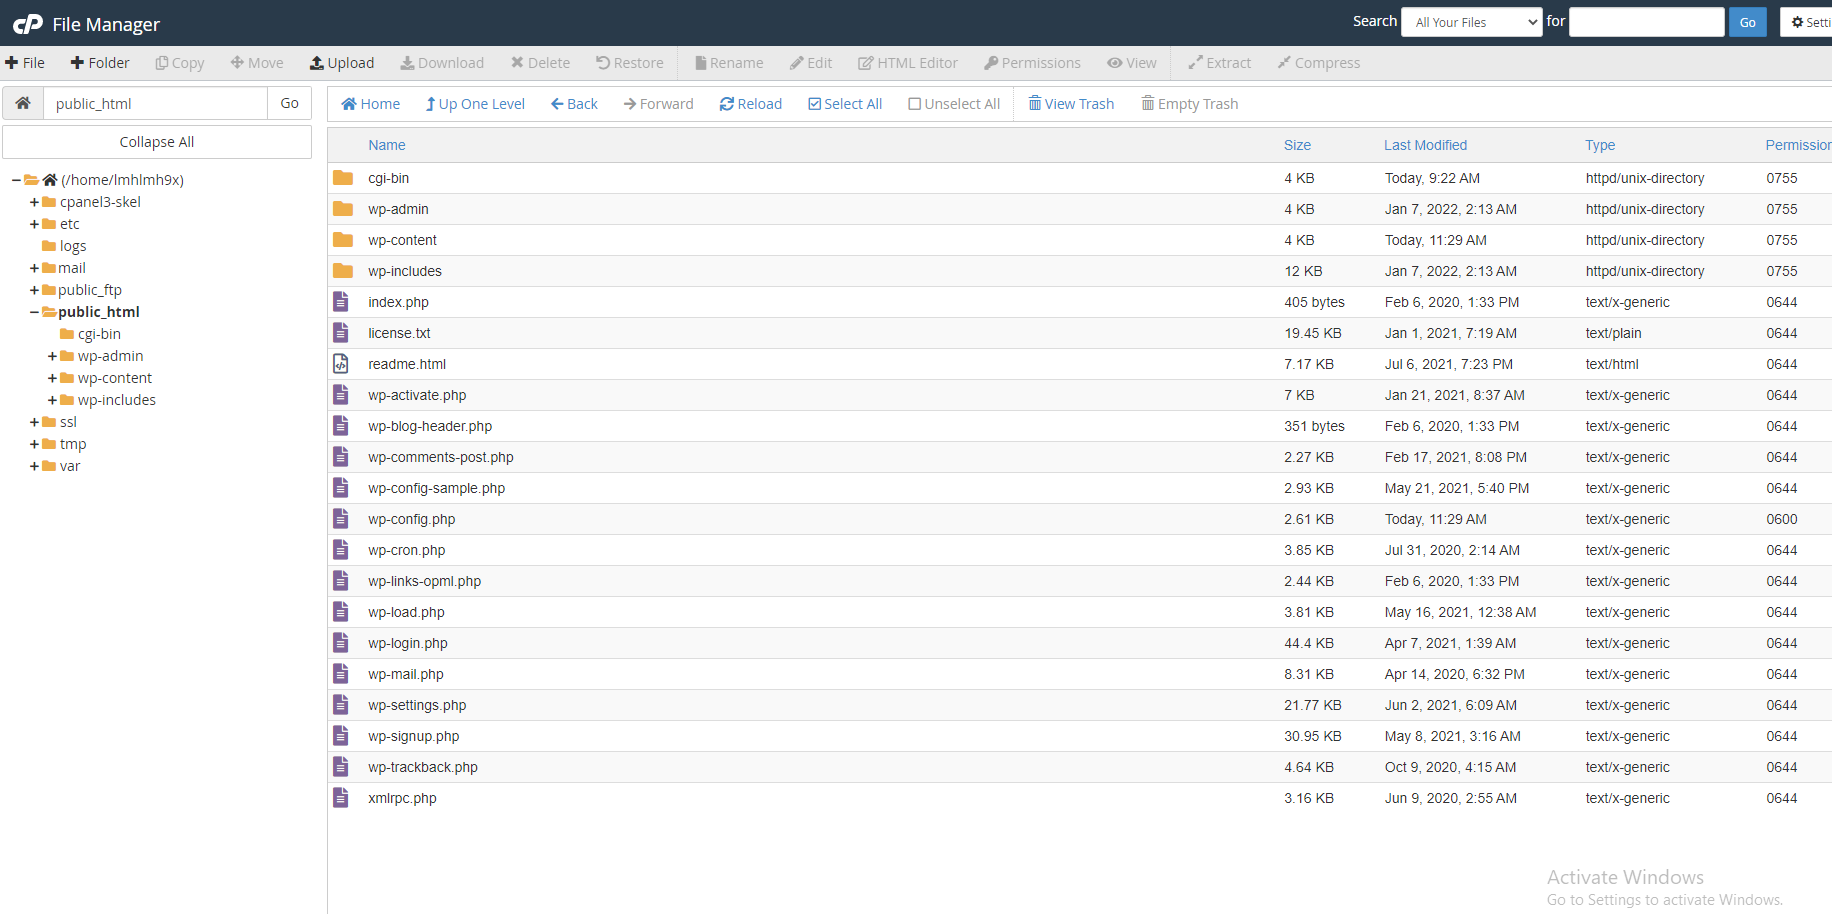 cP File Manager Search All Your Files for Go Setti
File Folder Copy Move Upload Download Delete Restore Rename Edit HTML Editor Permissions View Extract Compress
public_html Go
Home Up One Level Back Forward Reload Select All Unselect All View Trash Empty Trash
Collapse All
(/home/lmhlmh9x)
cpanel3-skel
etc
logs
mail
public_ftp
public_html
cgi-bin
wp-admin
wp-content
wp-includes
ssl
tmp
var
Name Size Last Modified Type Permission
cgi-bin 4 KB Today, 9:22 AM httpd/unix-directory 0755
wp-admin 4 KB Jan 7, 2022, 2:13 AM httpd/unix-directory 0755
wp-content 4 KB Today, 11:29 AM httpd/unix-directory 0755
wp-includes 12 KB Jan 7, 2022, 2:13 AM httpd/unix-directory 0755
index.php 405 bytes Feb 6, 2020, 1:33 PM text/x-generic 0644
license.txt 19.45 KB Jan 1, 2021, 7:19 AM text/plain 0644
readme.html 7.17 KB Jul 6, 2021, 7:23 PM text/html 0644
wp-activate.php 7 KB Jan 21, 2021, 8:37 AM text/x-generic 0644
wp-blog-header.php 351 bytes Feb 6, 2020, 1:33 PM text/x-generic 0644
wp-comments-post.php 2.27 KB Feb 17, 2021, 8:08 PM text/x-generic 0644
wp-config-sample.php 2.93 KB May 21, 2021, 5:40 PM text/x-generic 0644
wp-config.php 2.61 KB Today, 11:29 AM text/x-generic 0600
wp-cron.php 3.85 KB Jul 31, 2020, 2:14 AM text/x-generic 0644
wp-links-opml.php 2.44 KB Feb 6, 2020, 1:33 PM text/x-generic 0644
wp-load.php 3.81 KB May 16, 2021, 12:38 AM text/x-generic 0644
wp-login.php 44.4 KB Apr 7, 2021, 1:39 AM text/x-generic 0644
wp-mail.php 8.31 KB Apr 14, 2020, 6:32 PM text/x-generic 0644
wp-settings.php 21.77 KB Jun 2, 2021, 6:09 AM text/x-generic 0644
wp-signup.php 30.95 KB May 8, 2021, 3:16 AM text/x-generic 0644
wp-trackback.php 4.64 KB Oct 9, 2020, 4:15 AM text/x-generic 0644
xmlrpc.php 3.16 KB Jun 9, 2020, 2:55 AM text/x-generic 0644
Activate Windows
Go to Settings to activate Windows.